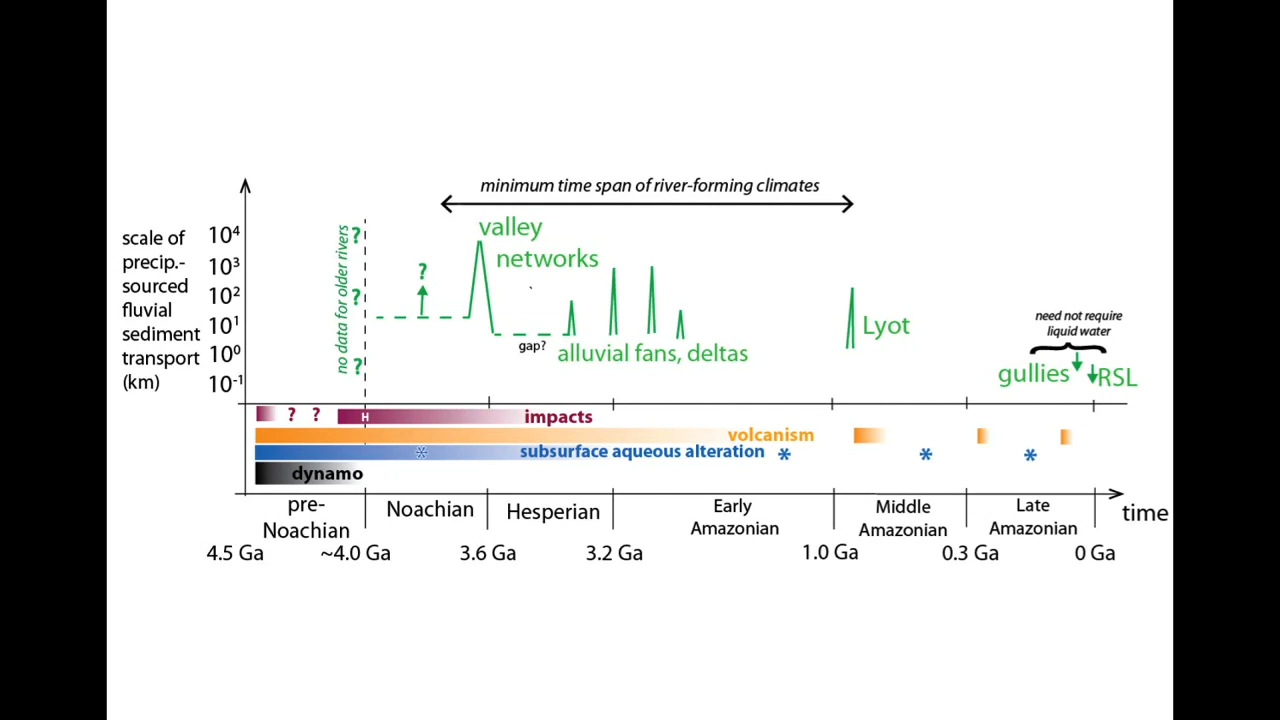 minimum time span of river-forming climates
scale of
precip.-
sourced
fluvial
sediment
transport
(km)
10⁴
10³
10²
10¹
10⁰
10⁻¹
no data for older rivers
?
?
?
?
valley
networks
gap?
alluvial fans, deltas
Lyot
need not require
liquid water
gullies
RSL
? ?
H
impacts
volcanism
* subsurface aqueous alteration * * *
dynamo
pre-
Noachian
Noachian
Hesperian
Early
Amazonian
Middle
Amazonian
Late
Amazonian
time
4.5 Ga ~4.0 Ga 3.6 Ga 3.2 Ga 1.0 Ga 0.3 Ga 0 Ga